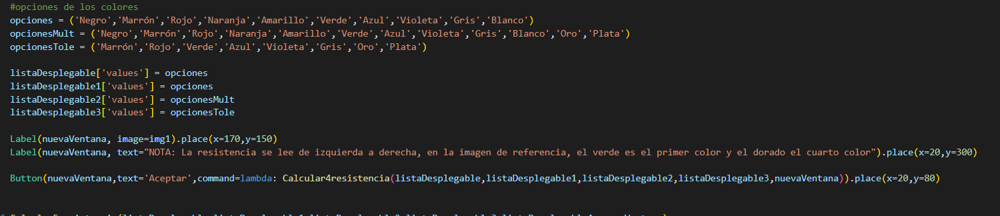 #opciones de los colores
opciones = ('Negro','Marrón','Rojo','Naranja','Amarillo','Verde','Azul','Violeta','Gris','Blanco')
opcionesMult = ('Negro','Marrón','Rojo','Naranja','Amarillo','Verde','Azul','Violeta','Gris','Blanco','Oro','Plata')
opcionesTole = ('Marrón','Rojo','Verde','Azul','Violeta','Gris','Oro','Plata')
listaDesplegable['values'] = opciones
listaDesplegable1['values'] = opciones
listaDesplegable2['values'] = opcionesMult
listaDesplegable3['values'] = opcionesTole
Label(nuevaVentana, image=img1).place(x=170,y=150)
Label(nuevaVentana, text="NOTA: La resistencia se lee de izquierda a derecha, en la imagen de referencia, el verde es el primer color y el dorado el cuarto color").place(x=20,y=300)
Button(nuevaVentana,text='Aceptar',command=lambda: Calcular4resistencia(listaDesplegable,listaDesplegable1,listaDesplegable2,listaDesplegable3,nuevaVentana)).place(x=20,y=80)